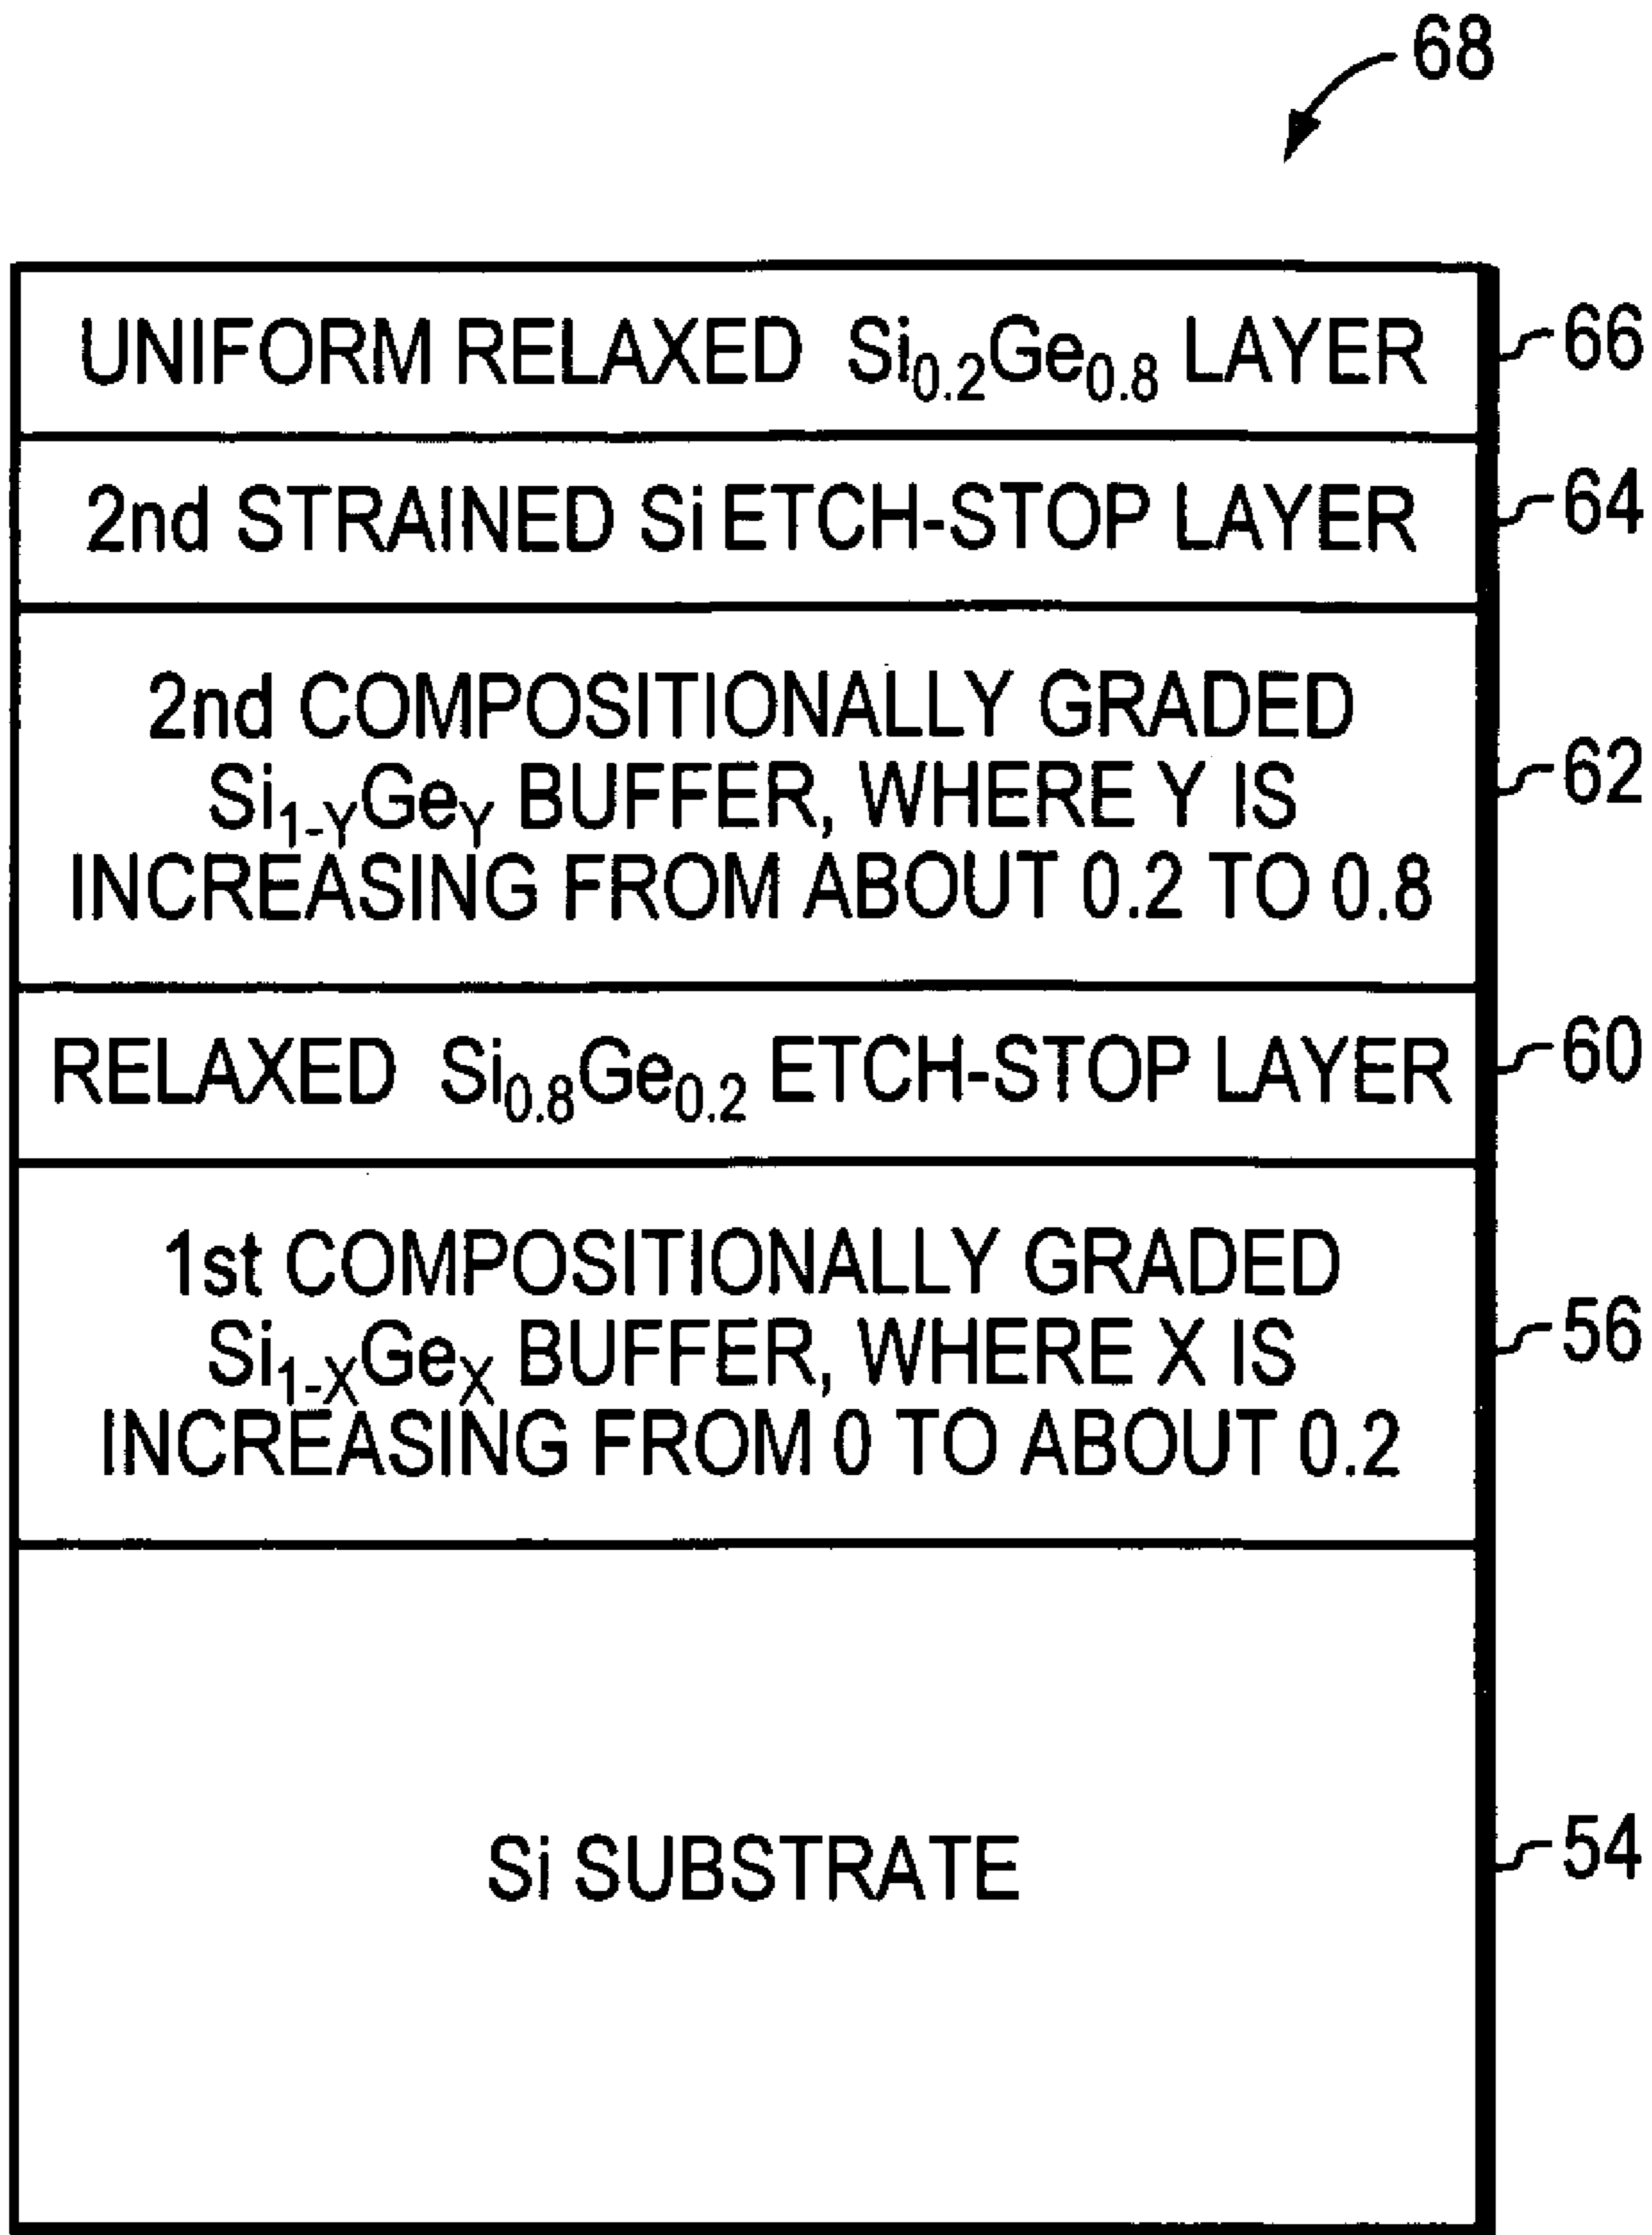 68
UNIFORM RELAXED Si0.2Ge0.8 LAYER 66
2nd STRAINED Si ETCH-STOP LAYER 64
2nd COMPOSITIONALLY GRADED
Si1-YGeY BUFFER, WHERE Y IS 62
INCREASING FROM ABOUT 0.2 TO 0.8
RELAXED Si0.8Ge0.2 ETCH-STOP LAYER 60
1st COMPOSITIONALLY GRADED
Si1-XGeX BUFFER, WHERE X IS 56
INCREASING FROM 0 TO ABOUT 0.2
Si SUBSTRATE 54